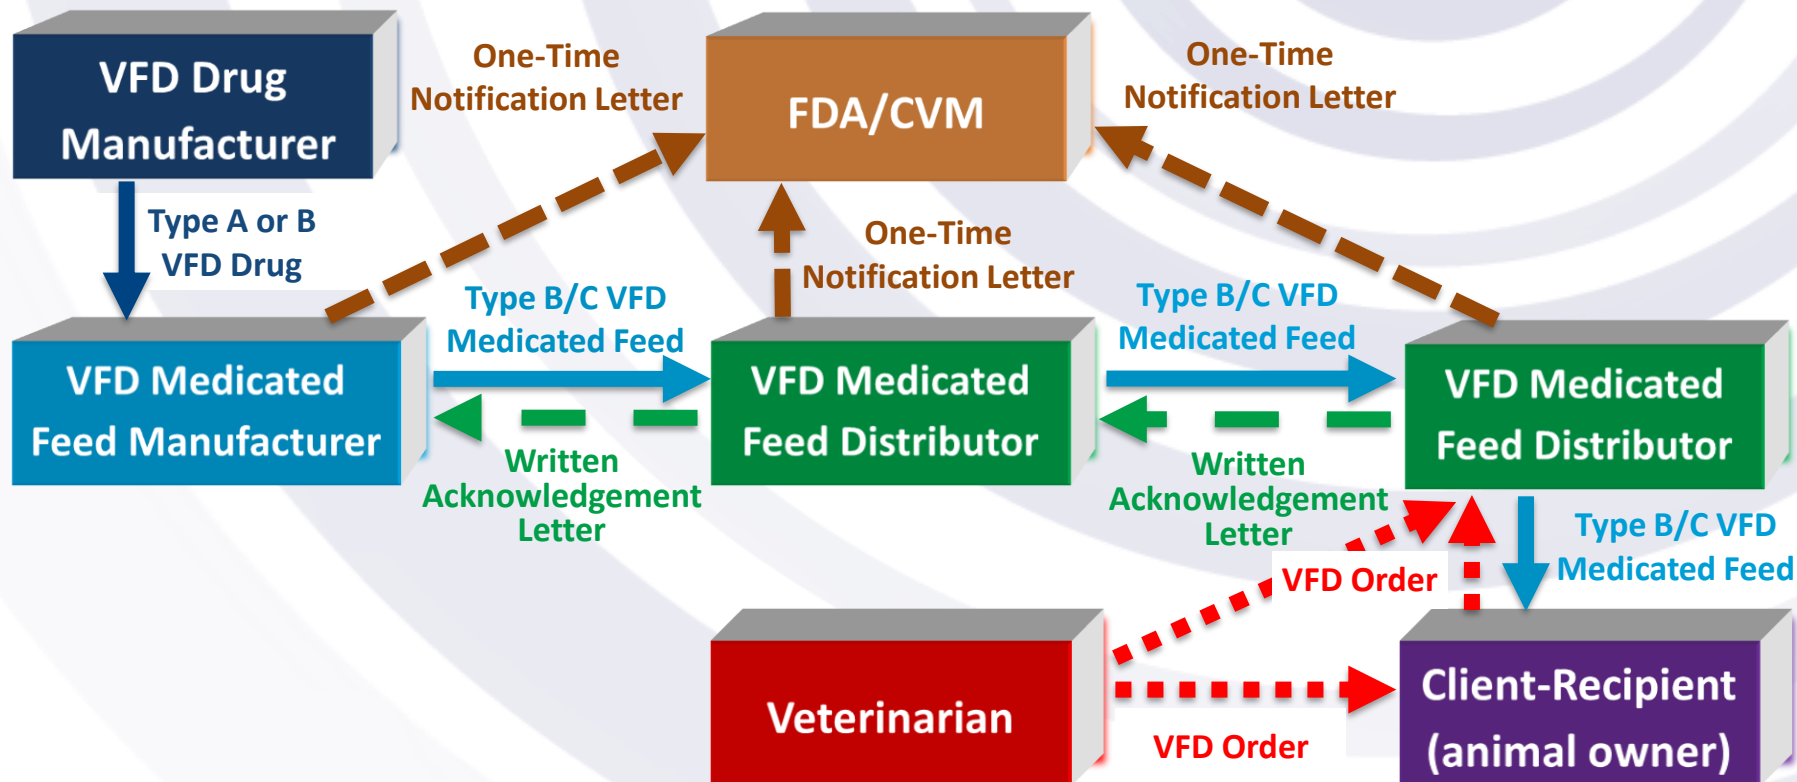 VFD Drug
Manufacturer
One-Time
Notification Letter
FDA/CVM
One-Time
Notification Letter
Type A or B
VFD Drug
One-Time
Notification Letter
Type B/C VFD
Medicated Feed
Type B/C VFD
Medicated Feed
VFD Medicated
Feed Manufacturer
VFD Medicated
Feed Distributor
VFD Medicated
Feed Distributor
Written
Acknowledgement
Letter
Written
Acknowledgement
Letter
Type B/C VFD
Medicated Feed
VFD Order
Veterinarian
VFD Order
Client-Recipient
(animal owner)